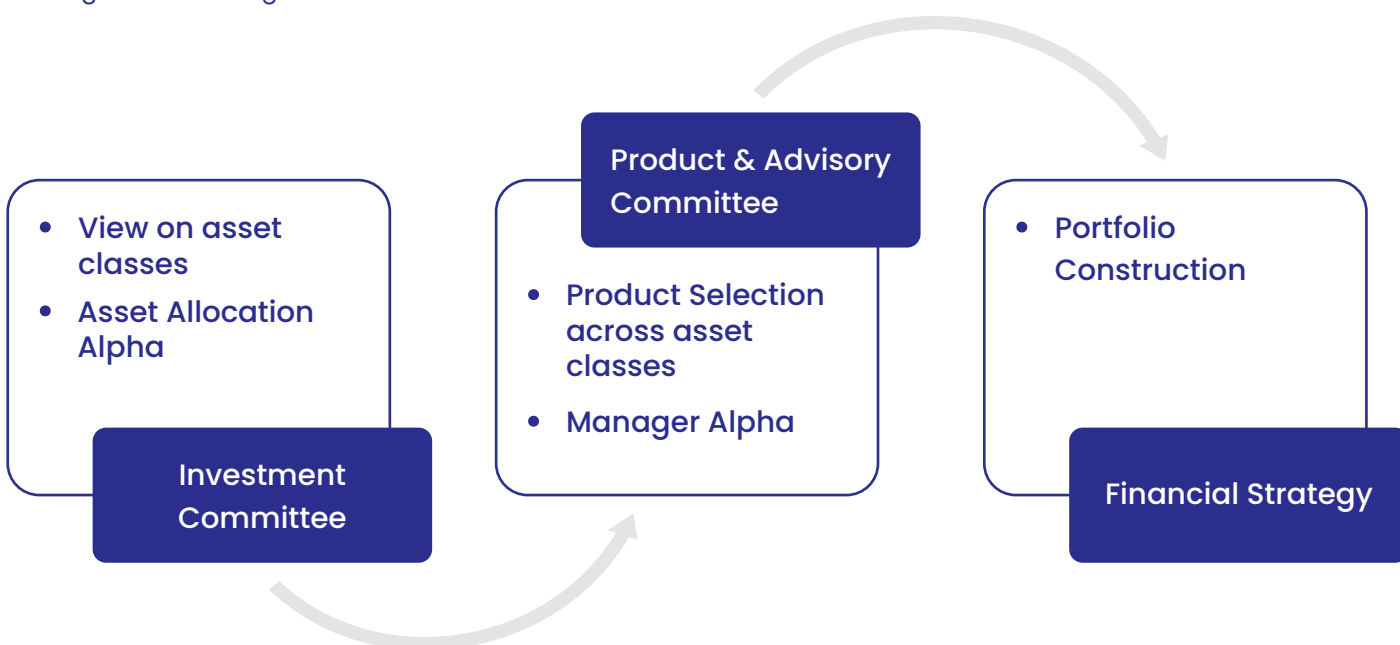 • View on asset
classes
• Asset Allocation
Alpha
Investment
Committee
Product & Advisory
Committee
• Product Selection
across asset
classes
• Manager Alpha
• Portfolio
Construction
Financial Strategy